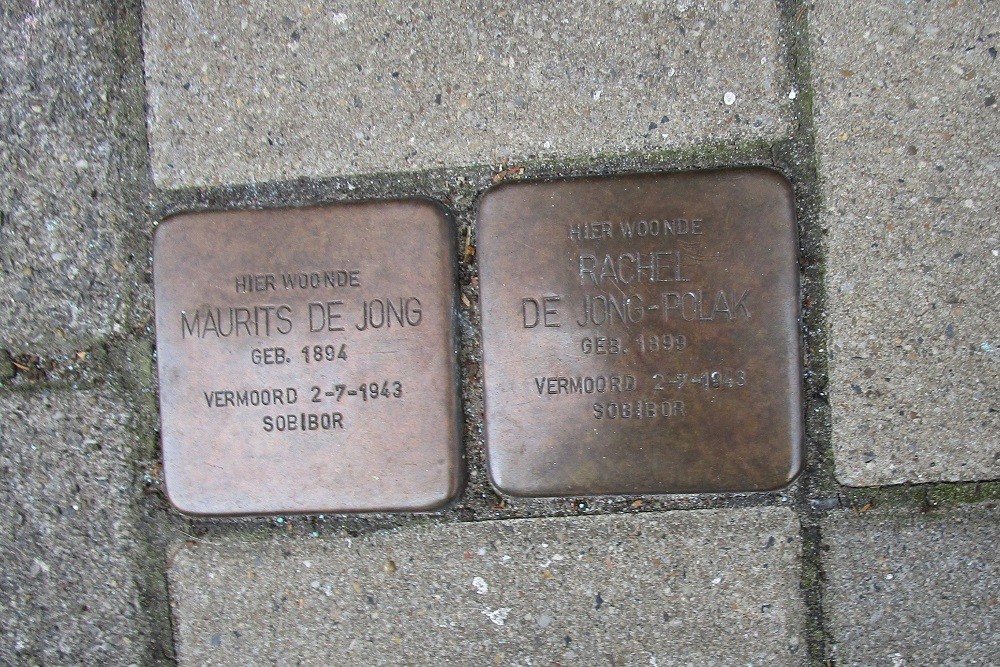 HIER WOONDE
MAURITS DE JONG
GEB. 1894
VERMOORD 2-7-1943
SOBIBOR
HIER WOONDE
RACHEL
DE JONG-POLAK
GEB. 1899
VERMOORD 2-7-1943
SOBIBOR